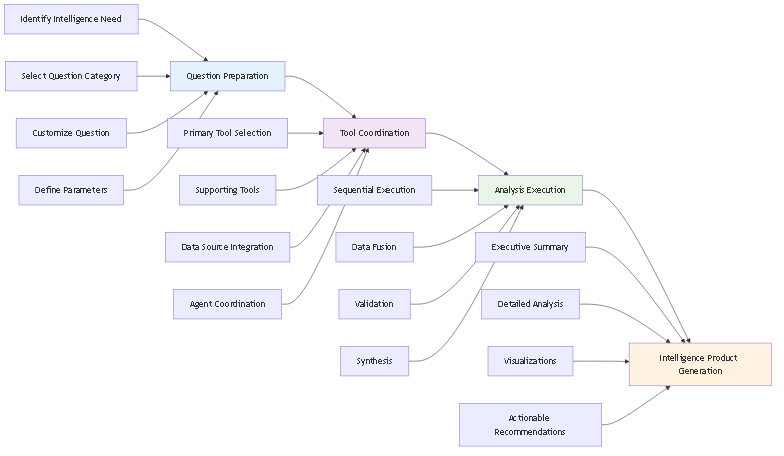 Identify Intelligence Need
Select Question Category
Question Preparation
Customize Question
Primary Tool Selection
Tool Coordination
Define Parameters
Supporting Tools
Sequential Execution
Analysis Execution
Data Source Integration
Data Fusion
Executive Summary
Agent Coordination
Validation
Detailed Analysis
Synthesis
Visualizations
Intelligence Product
Generation
Actionable
Recommendations